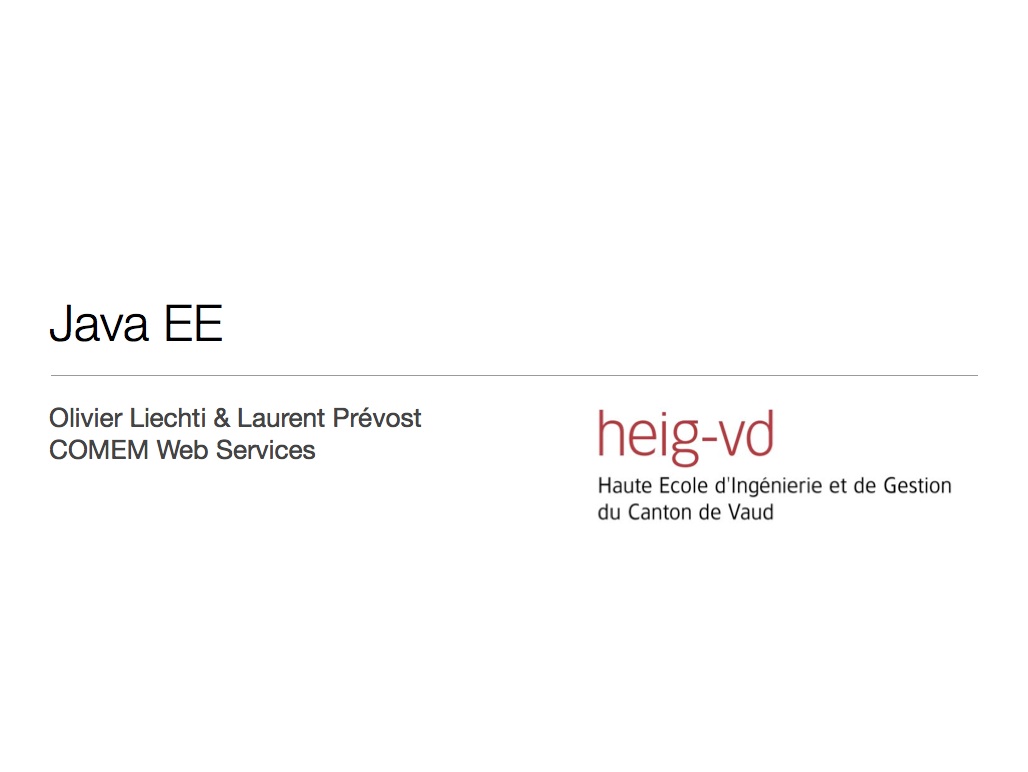 Java EE
Olivier Liechti & Laurent Prévost
COMEM Web Services
heig-vd
Haute Ecole d'Ingénierie et de Gestion
du Canton de Vaud